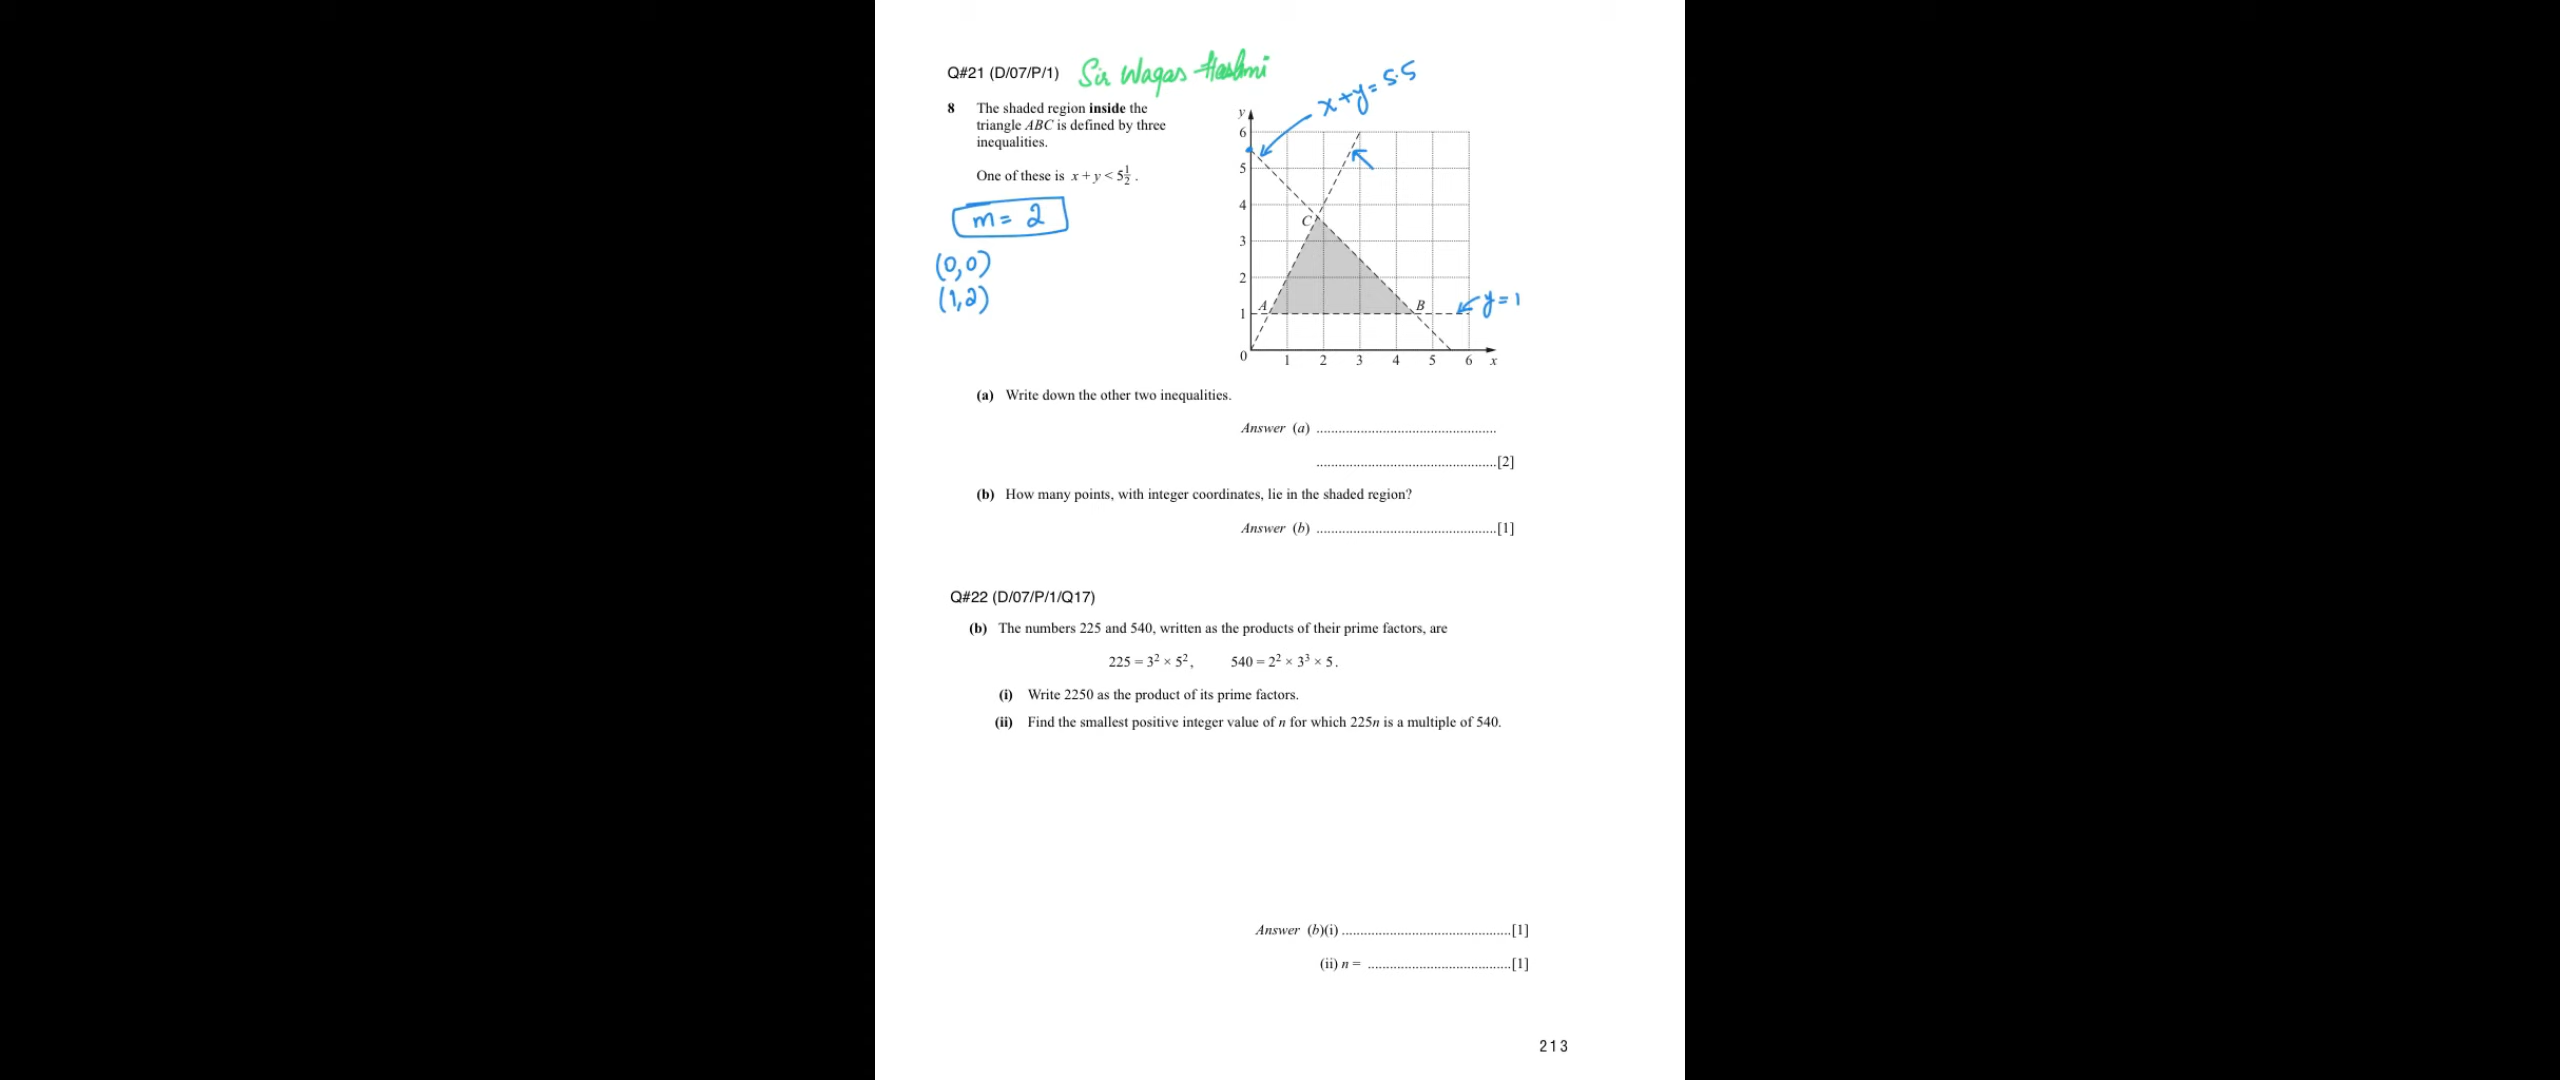 Q#21 (D/07/P/1) Sir Waqas Hashmi
8 The shaded region inside the
triangle ABC is defined by three
inequalities.
One of these is x + y < 5½ .
m = 2
(0,0)
(1,2)
x+y= 5.5
y
6
5
4
3
2
1
0
C
A
B
y = 1
1 2 3 4 5 6 x
(a) Write down the other two inequalities.
Answer (a) ..................................................
..................................................[2]
(b) How many points, with integer coordinates, lie in the shaded region?
Answer (b) ..................................................[1]
Q#22 (D/07/P/1/Q17)
(b) The numbers 225 and 540, written as the products of their prime factors, are
225 = 3² × 5², 540 = 2² × 3³ × 5 .
(i) Write 2250 as the product of its prime factors.
(ii) Find the smallest positive integer value of n for which 225n is a multiple of 540.
Answer (b)(i) ...............................................[1]
(ii) n = ........................................[1]
213